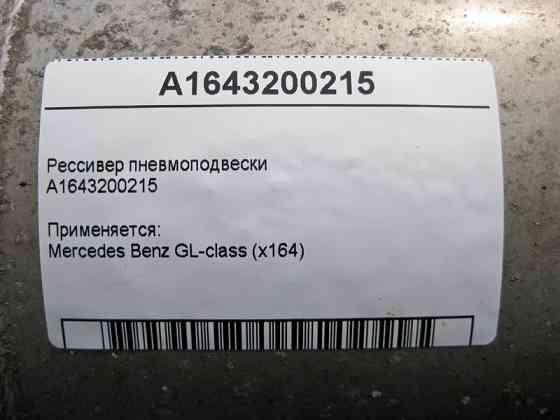 A1643200215
Рессивер пневмоподвески
A1643200215
Применяется:
Mercedes Benz GL-class (x164)